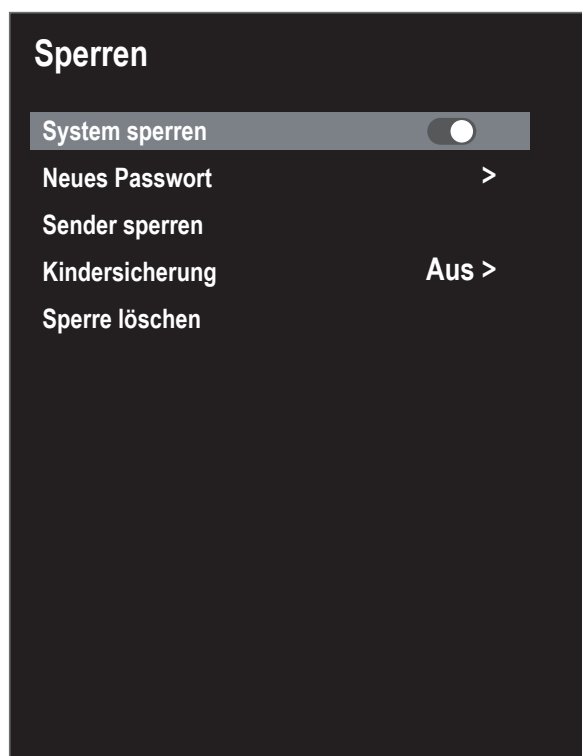 Sperren
System sperren
Neues Passwort >
Sender sperren
Kindersicherung Aus >
Sperre löschen